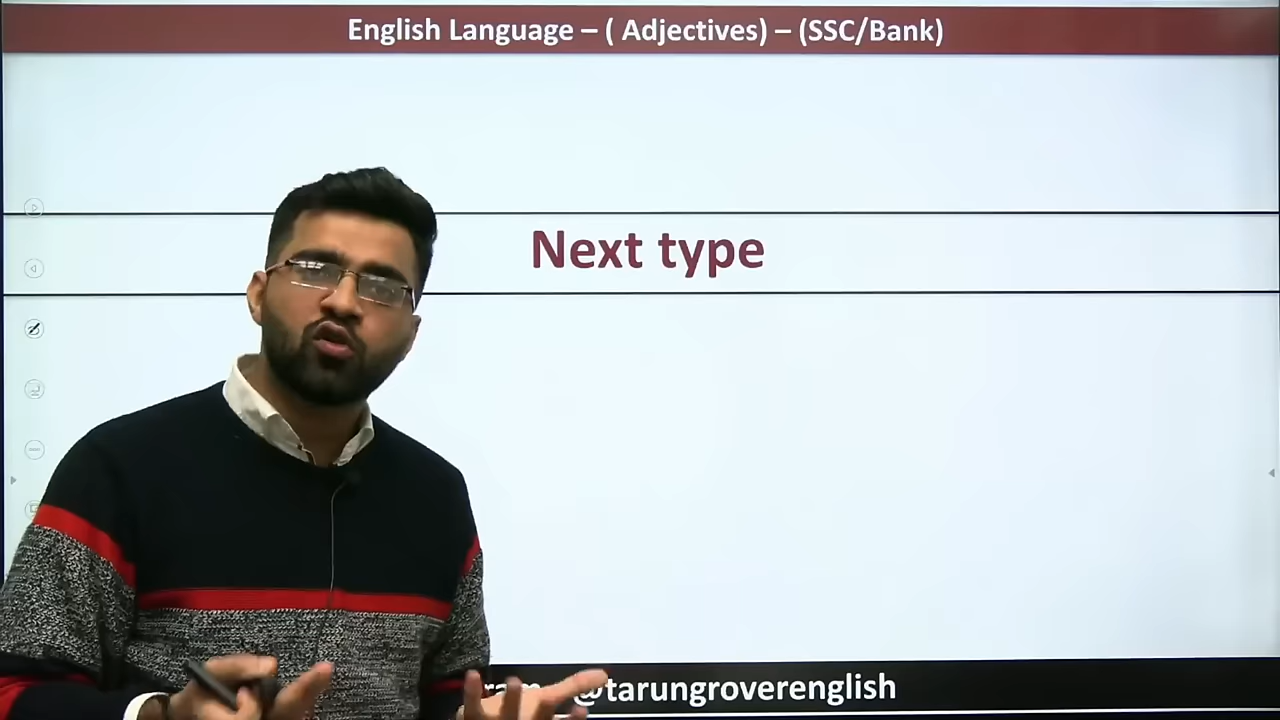 English Language – ( Adjectives) – (SSC/Bank)
Next type
@tarungroverenglish